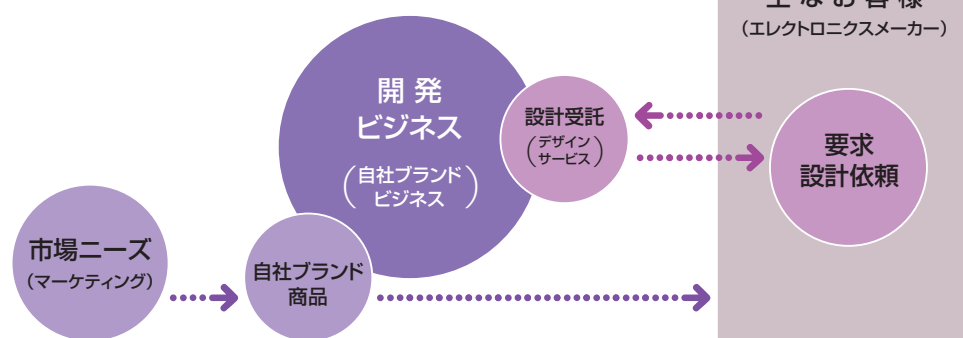 主なお客様
（エレクトロニクスメーカー）
開発
ビジネス
（自社ブランド
ビジネス）
設計受託
（デザイン
サービス）
要求
設計依頼
市場ニーズ
（マーケティング）
自社ブランド
商品